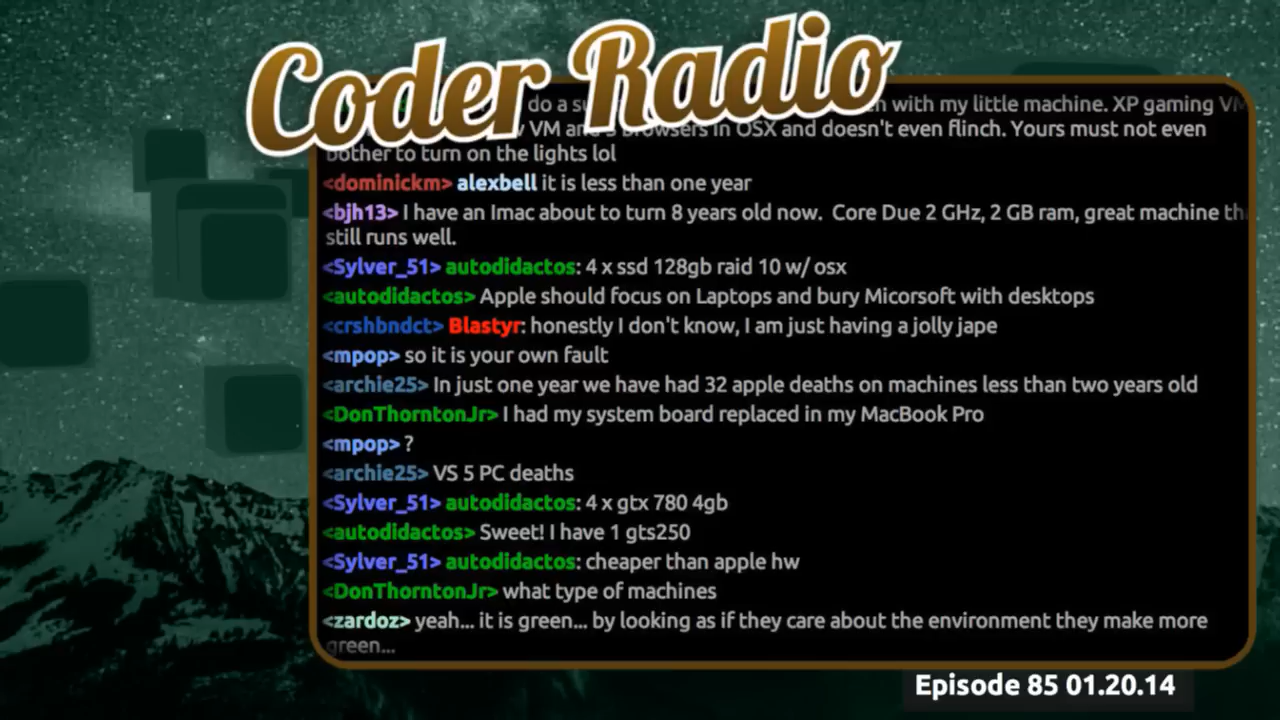 Coder Radio
do a su
with my little machine. XP gaming VM
VM and 3 browsers in OSX and doesn't even flinch. Yours must not even
bother to turn on the lights lol
<dominickm> alexbell it is less than one year
<bjh13> I have an Imac about to turn 8 years old now. Core Due 2 GHz, 2 GB ram, great machine
still runs well.
<Sylver_51> autodidactos: 4 x ssd 128gb raid 10 w/ osx
<autodidactos> Apple should focus on Laptops and bury Micorsoft with desktops
<crshbndct> Blastyr: honestly I don't know, I am just having a jolly jape
<mpop> so it is your own fault
<archie25> In just one year we have had 32 apple deaths on machines less than two years old
<DonThorntonJr> I had my system board replaced in my MacBook Pro
<mpop> ?
<archie25> VS 5 PC deaths
<Sylver_51> autodidactos: 4 x gtx 780 4gb
<autodidactos> Sweet! I have 1 gts250
<Sylver_51> autodidactos: cheaper than apple hw
<DonThorntonJr> what type of machines
<zardoz> yeah... it is green... by looking as if they care about the environment they make more
green...
Episode 85 01.20.14